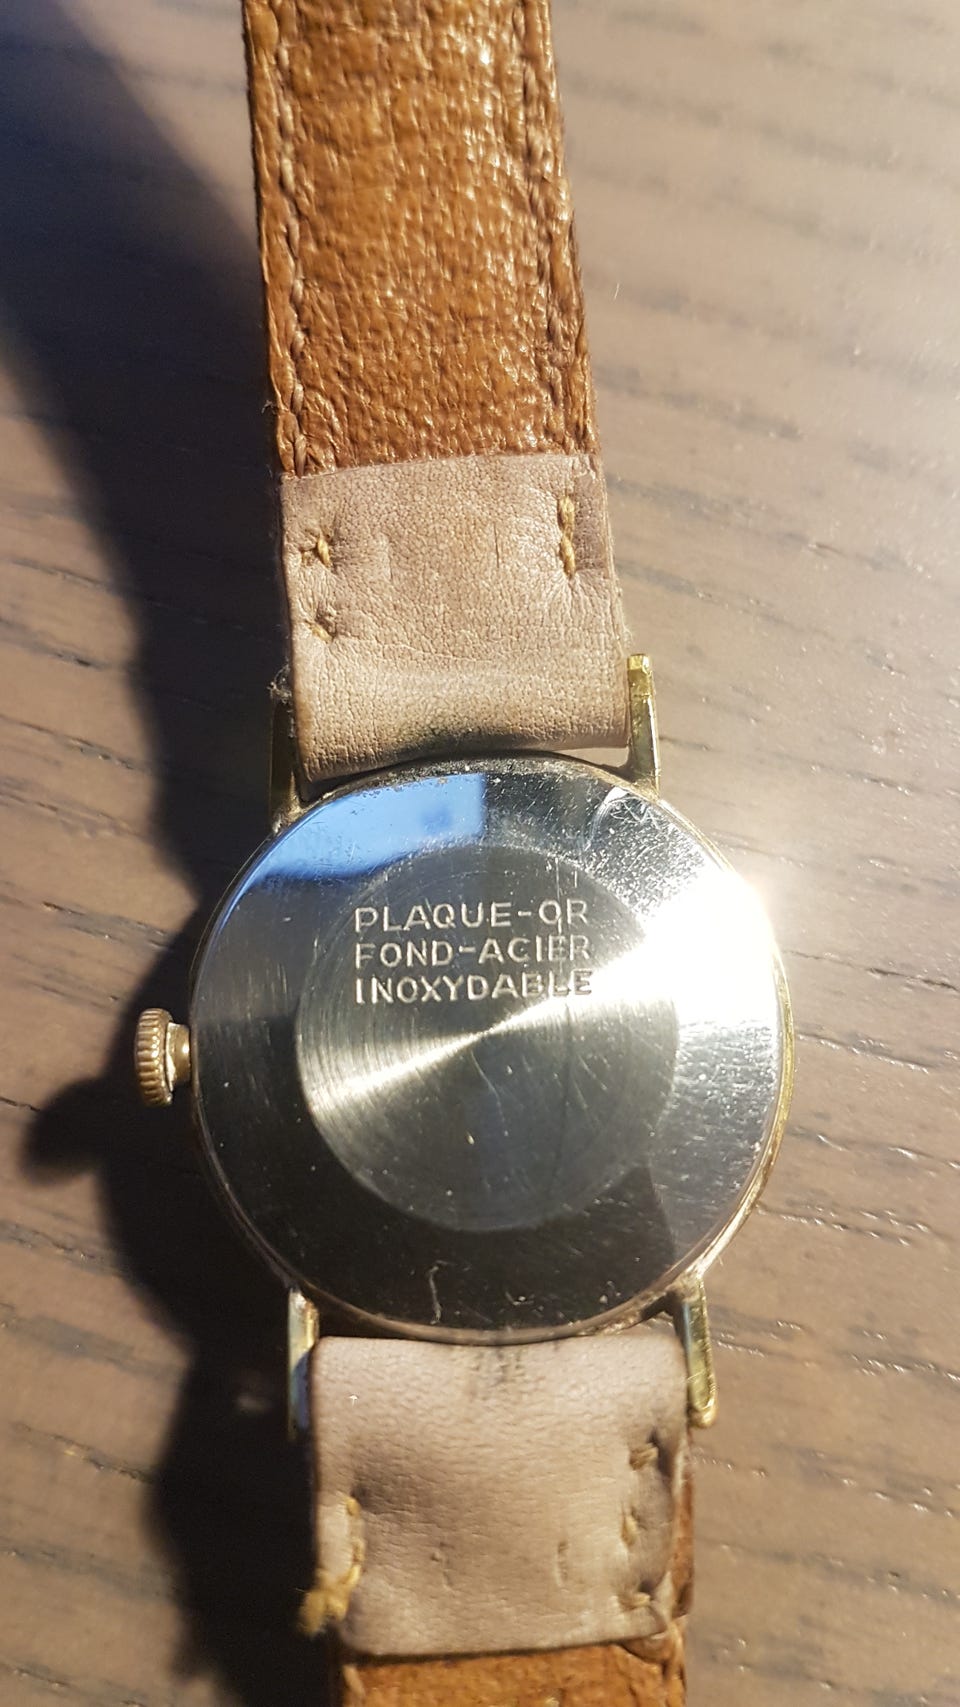 PLAQUE-OR
FOND-ACIER
INOXYDABLE